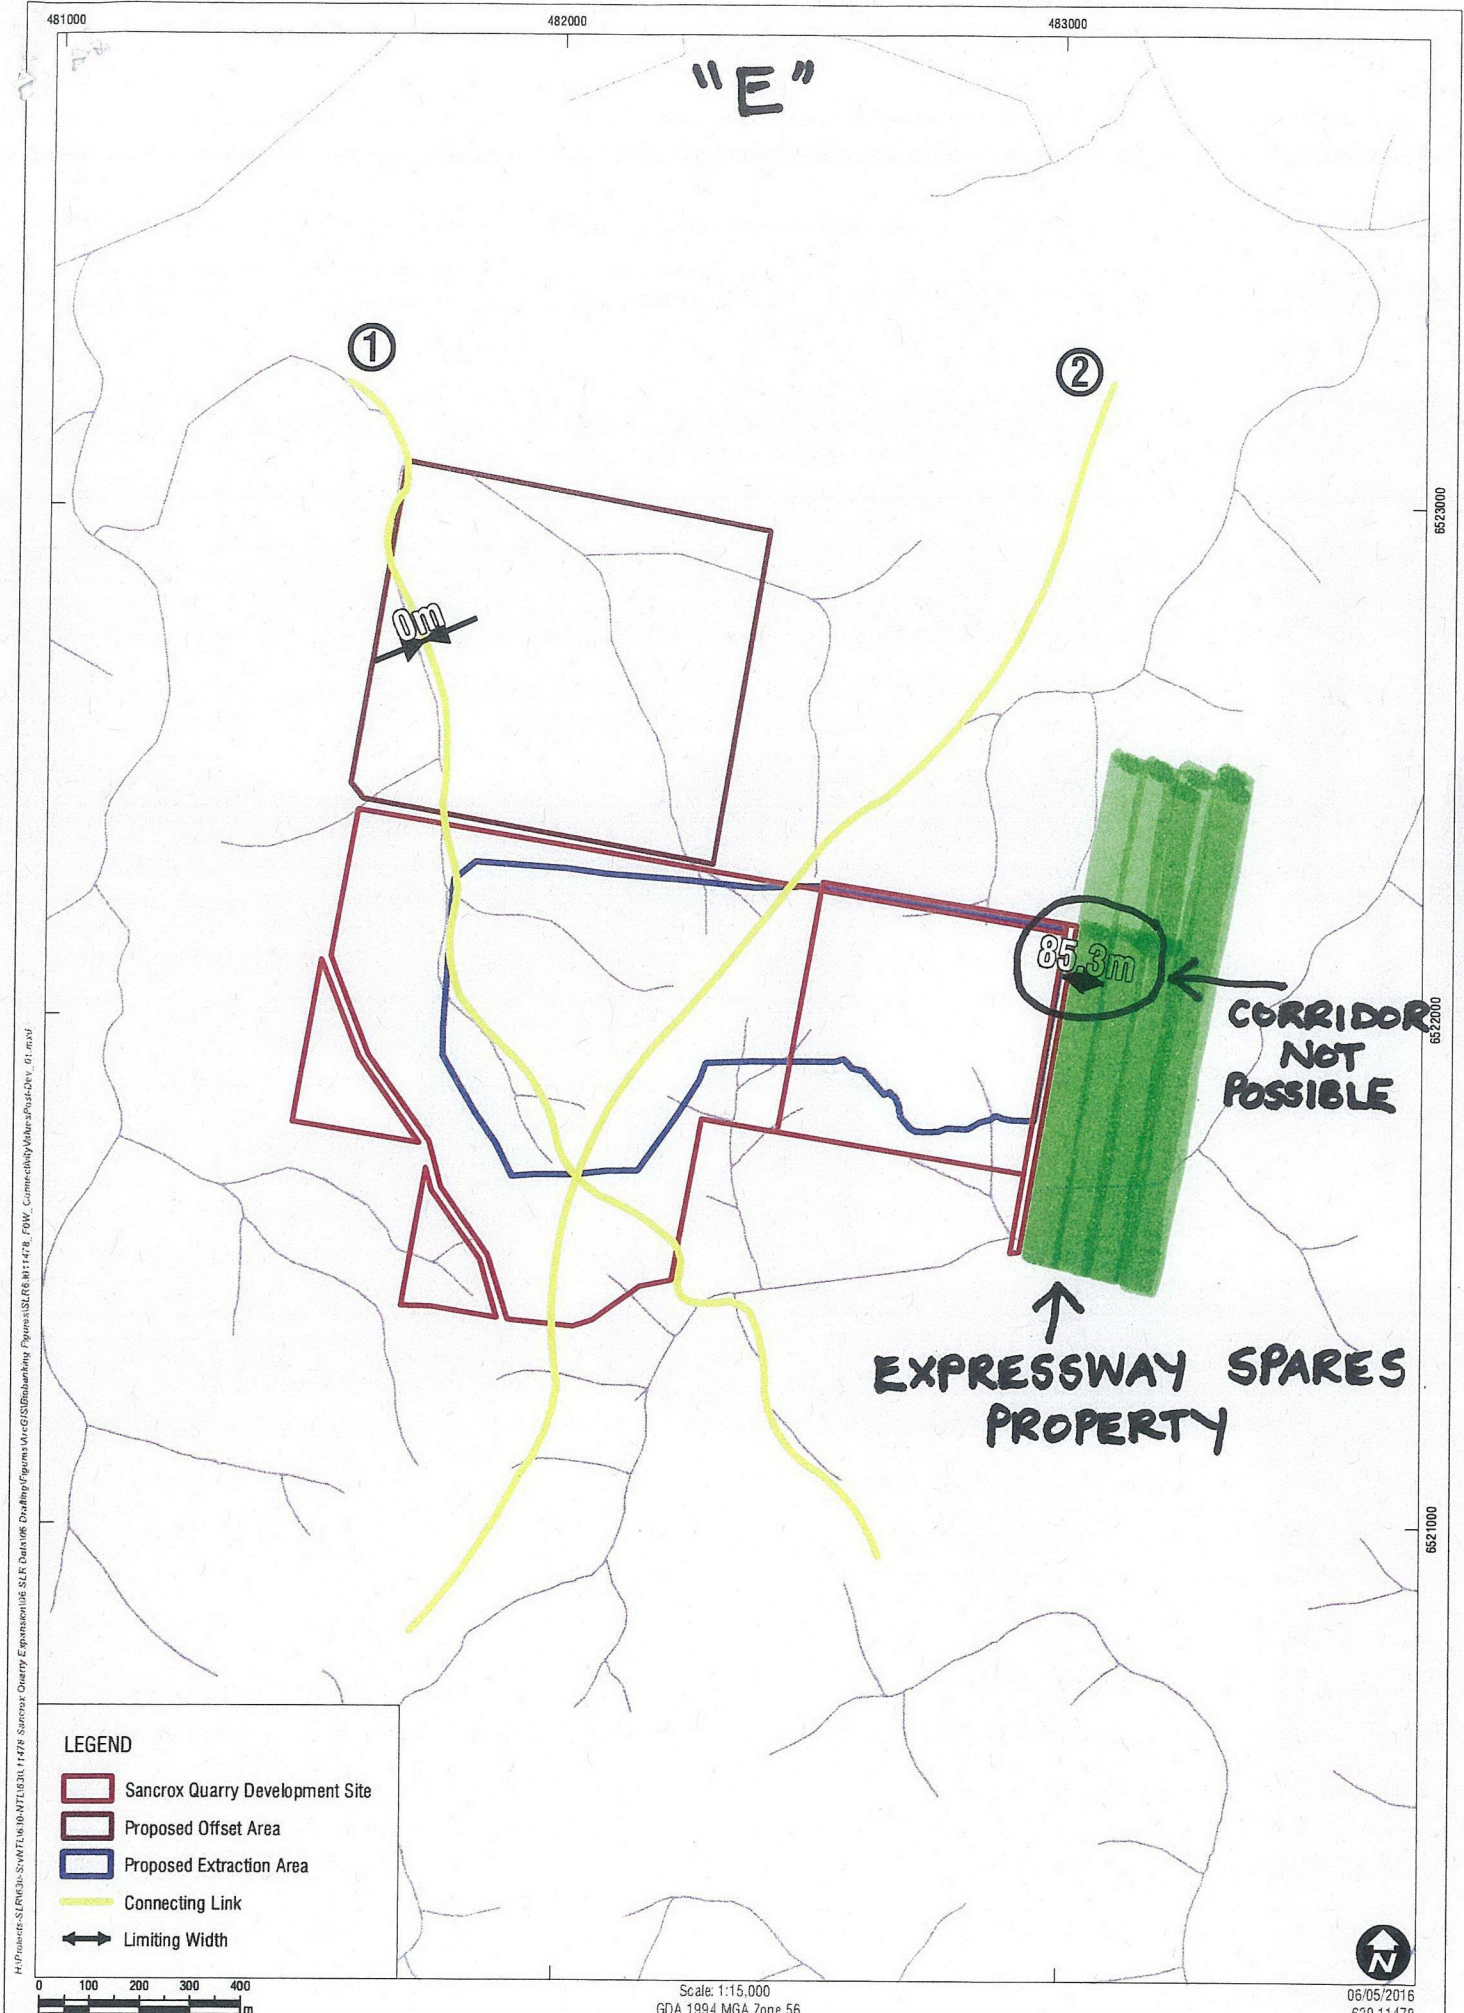 481000
482000
483000
"E"
1
2
6523000
0m
85.3m
CORRIDOR
NOT
POSSIBLE
6522000
EXPRESSWAY SPARES
PROPERTY
6521000
LEGEND
Sancrox Quarry Development Site
Proposed Offset Area
Proposed Extraction Area
Connecting Link
Limiting Width
N
0 100 200 300 400
m
Scale: 1:15,000
GDA 1994 MGA Zone 56
06/05/2016
630.11478